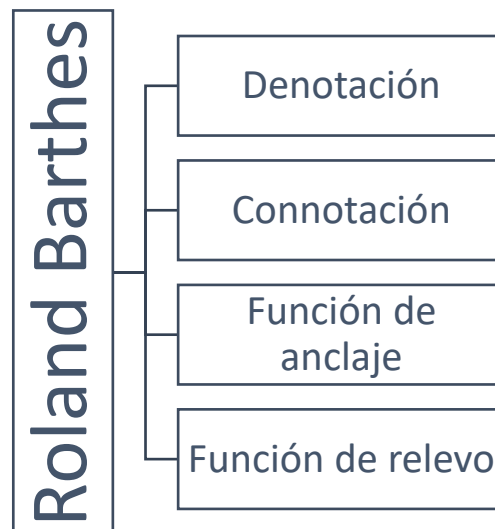 Roland Barthes
Denotación
Connotación
Función de
anclaje
Función de relevo